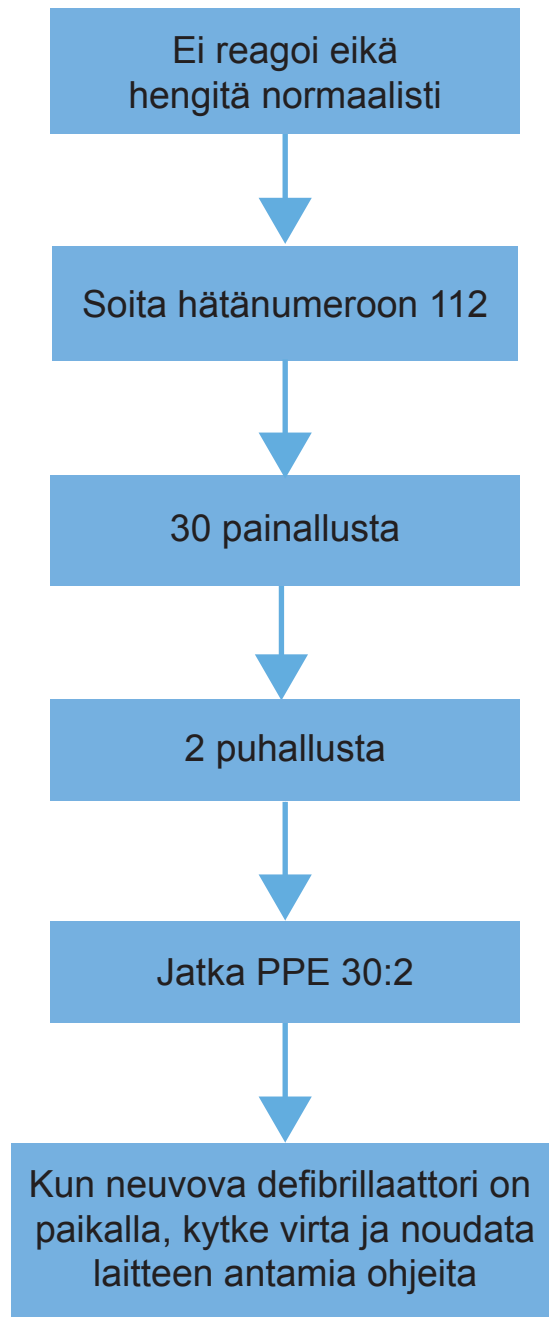 Ei reagoi eikä
hengitä normaalisti
Soita hätänumeroon 112
30 painallusta
2 puhallusta
Jatka PPE 30:2
Kun neuvova defibrillaattori on
paikalla, kytke virta ja noudata
laitteen antamia ohjeita